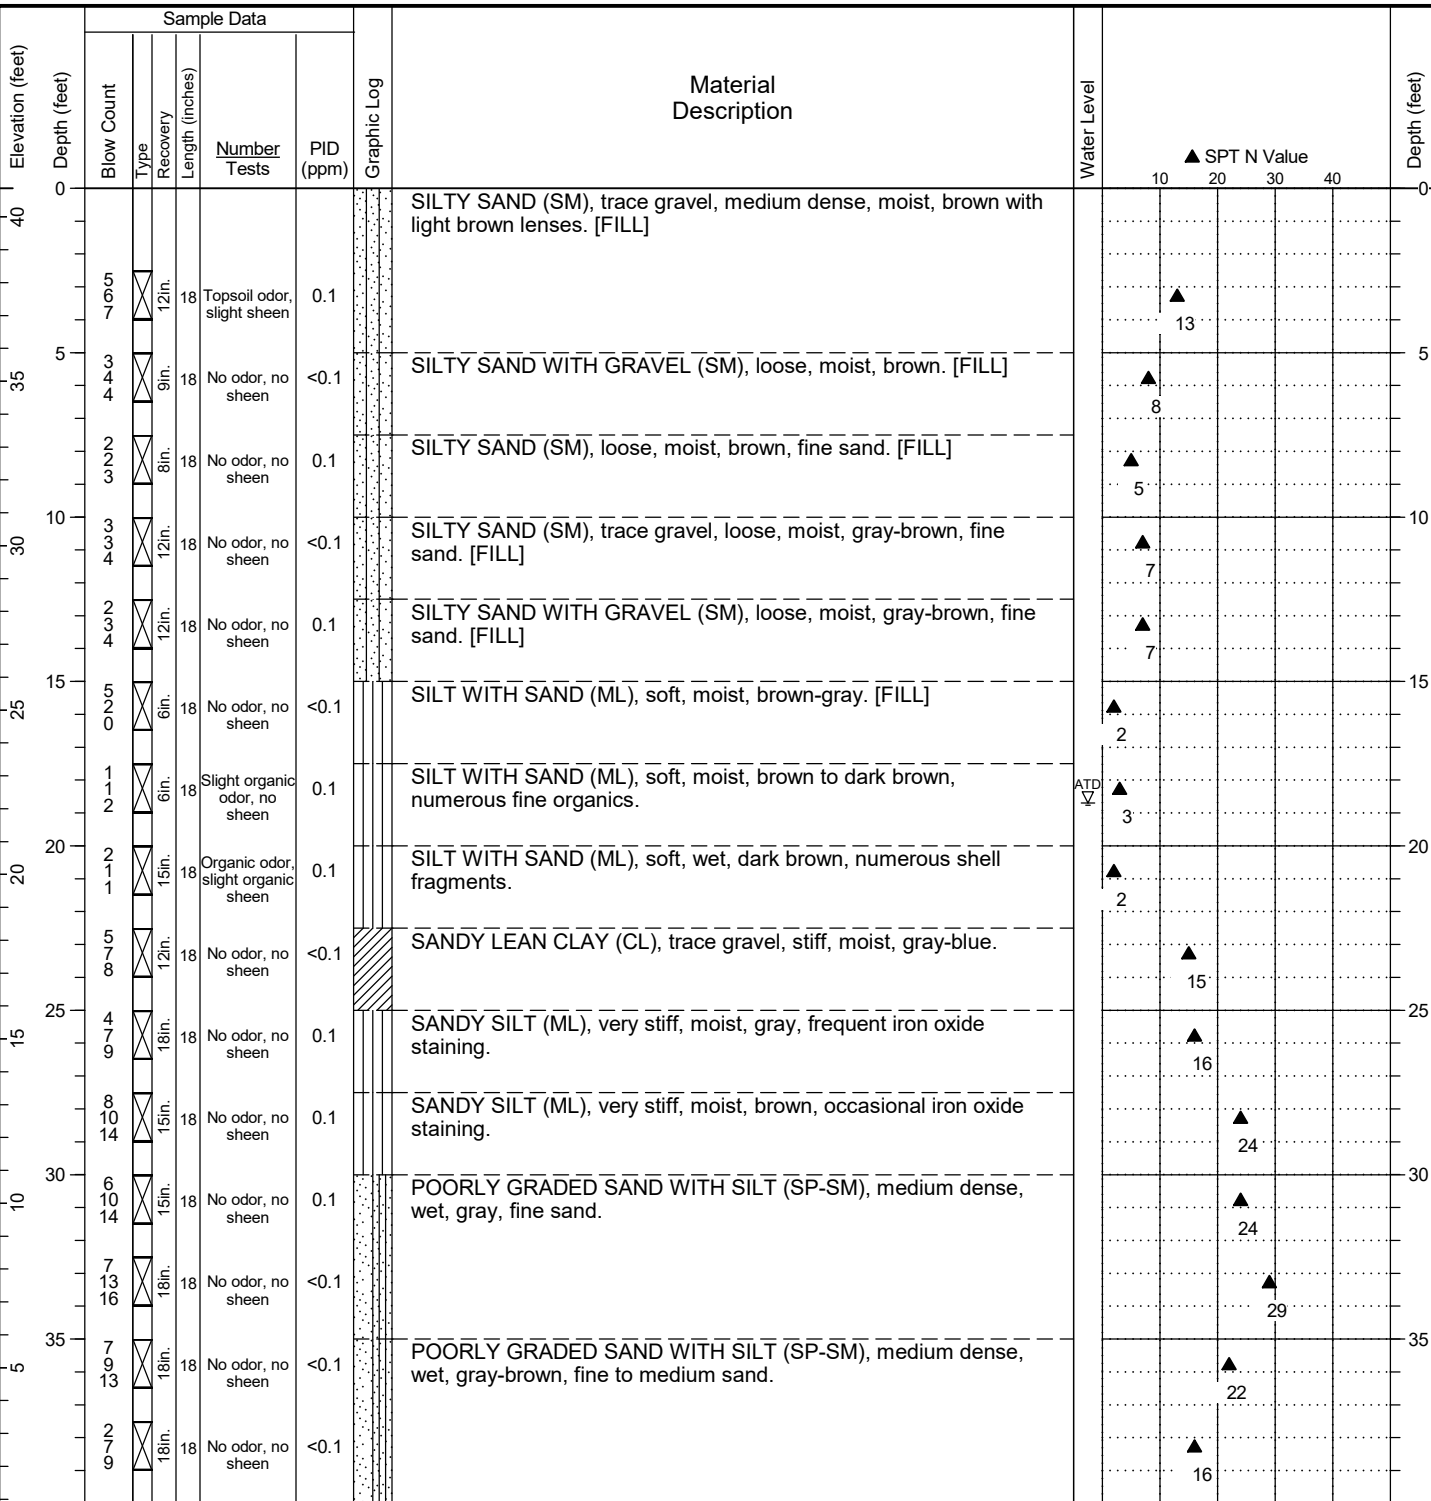 Sample Data
Elevation (feet)
Depth (feet)
Blow Count
Type
Recovery
Length (inches)
Number
Tests
PID
(ppm)
Graphic Log
Material
Description
Water Level
▲ SPT N Value
10 20 30 40
Depth (feet)
0
0
40
SILTY SAND (SM), trace gravel, medium dense, moist, brown with
light brown lenses. [FILL]
5
6
7
12in.
18
Topsoil odor,
slight sheen
0.1
13
5
5
35
3
4
4
9in.
18
No odor, no
sheen
<0.1
SILTY SAND WITH GRAVEL (SM), loose, moist, brown. [FILL]
8
2
2
3
8in.
18
No odor, no
sheen
0.1
SILTY SAND (SM), loose, moist, brown, fine sand. [FILL]
5
10
10
30
3
3
4
12in.
18
No odor, no
sheen
<0.1
SILTY SAND (SM), trace gravel, loose, moist, gray-brown, fine
sand. [FILL]
7
2
3
4
12in.
18
No odor, no
sheen
0.1
SILTY SAND WITH GRAVEL (SM), loose, moist, gray-brown, fine
sand. [FILL]
7
15
15
25
5
2
0
6in.
18
No odor, no
sheen
<0.1
SILT WITH SAND (ML), soft, moist, brown-gray. [FILL]
2
1
1
2
6in.
18
Slight organic
odor, no
sheen
0.1
SILT WITH SAND (ML), soft, moist, brown to dark brown,
numerous fine organics.
ATD
3
20
20
20
2
1
1
15in.
18
Organic odor,
slight organic
sheen
0.1
SILT WITH SAND (ML), soft, wet, dark brown, numerous shell
fragments.
2
5
7
8
12in.
18
No odor, no
sheen
<0.1
SANDY LEAN CLAY (CL), trace gravel, stiff, moist, gray-blue.
15
25
25
15
4
7
9
18in.
18
No odor, no
sheen
0.1
SANDY SILT (ML), very stiff, moist, gray, frequent iron oxide
staining.
16
8
10
14
15in.
18
No odor, no
sheen
0.1
SANDY SILT (ML), very stiff, moist, brown, occasional iron oxide
staining.
24
30
30
10
6
10
14
15in.
18
No odor, no
sheen
0.1
POORLY GRADED SAND WITH SILT (SP-SM), medium dense,
wet, gray, fine sand.
24
7
13
16
18in.
18
No odor, no
sheen
<0.1
29
35
35
5
7
9
13
18in.
18
No odor, no
sheen
<0.1
POORLY GRADED SAND WITH SILT (SP-SM), medium dense,
wet, gray-brown, fine to medium sand.
22
2
7
9
18in.
18
No odor, no
sheen
<0.1
16